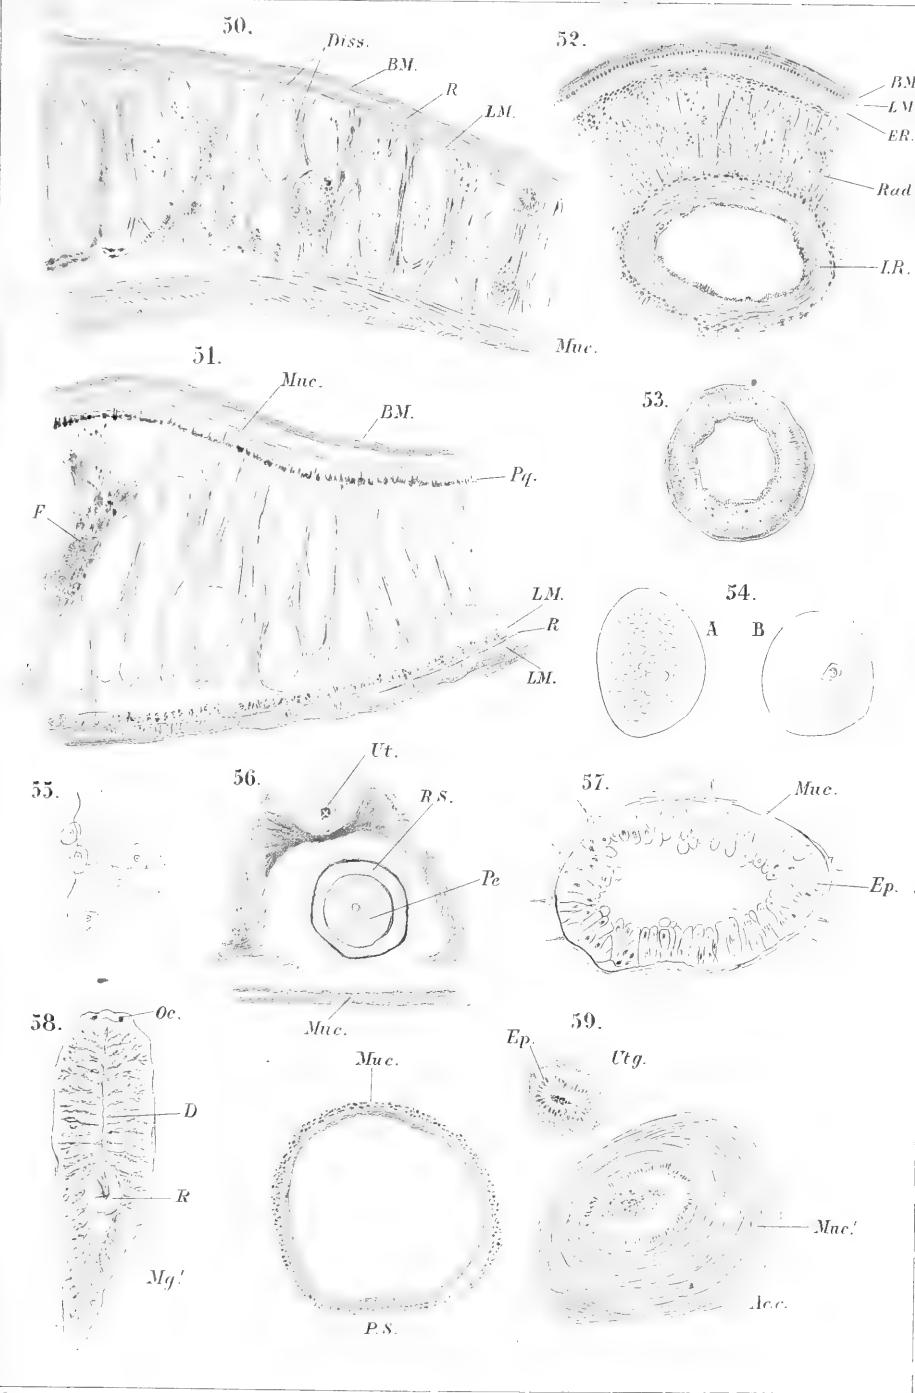 50.
Diss.
BM.
R
LM.
Muc.
52.
BM
LM
ER.
Rad
I.R.
51.
Muc.
BM.
Pq.
F
LM.
R
LM.
53.
54.
A B
55.
56.
Ut.
R.S.
Pe
Muc.
57.
Muc.
Ep.
58.
Oc.
D
R
Mg!
Muc.
P.S.
59.
Ep.
Utg.
Muc!
Ac.c.